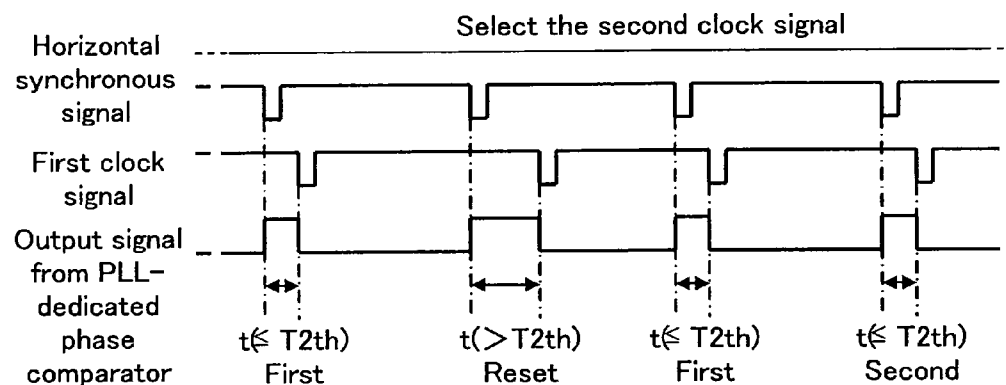 Select the second clock signal
Horizontal
synchronous
signal
First clock
signal
Output signal
from PLL-
dedicated
phase
comparator
t(≦ T2th)
First
t(＞T2th)
Reset
t(≦ T2th)
First
t(≦ T2th)
Second